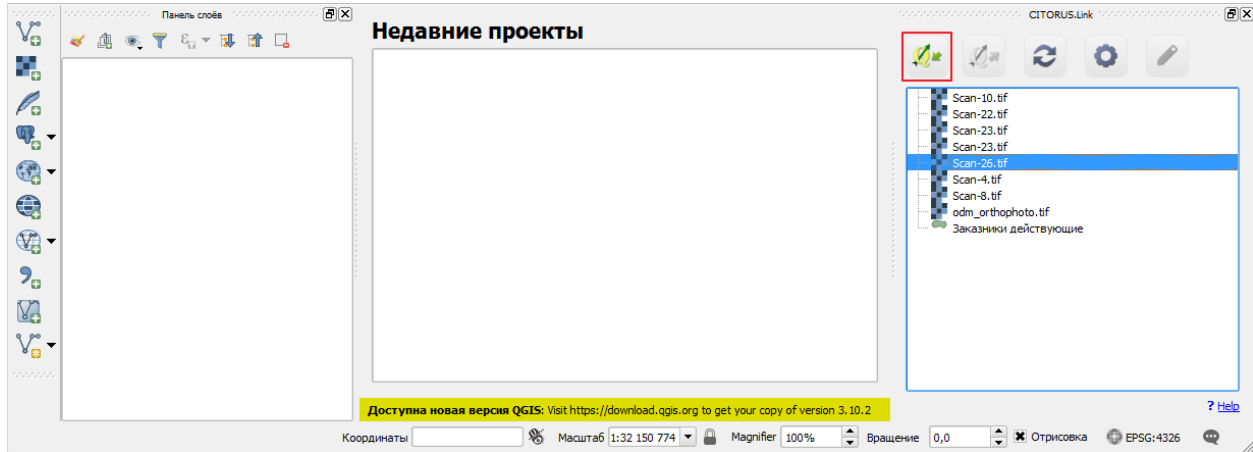 Панель слоёв
CITORUS.Link
Недавние проекты
Scan-10.tif
Scan-22.tif
Scan-23.tif
Scan-23.tif
Scan-26.tif
Scan-4.tif
Scan-8.tif
odm_orthophoto.tif
Заказники действующие
Доступна новая версия QGIS: Visit https://download.qgis.org to get your copy of version 3.10.2
? Help
Координаты
Масштаб 1:32 150 774
Magnifier 100%
Вращение 0,0
Отрисовка
EPSG:4326